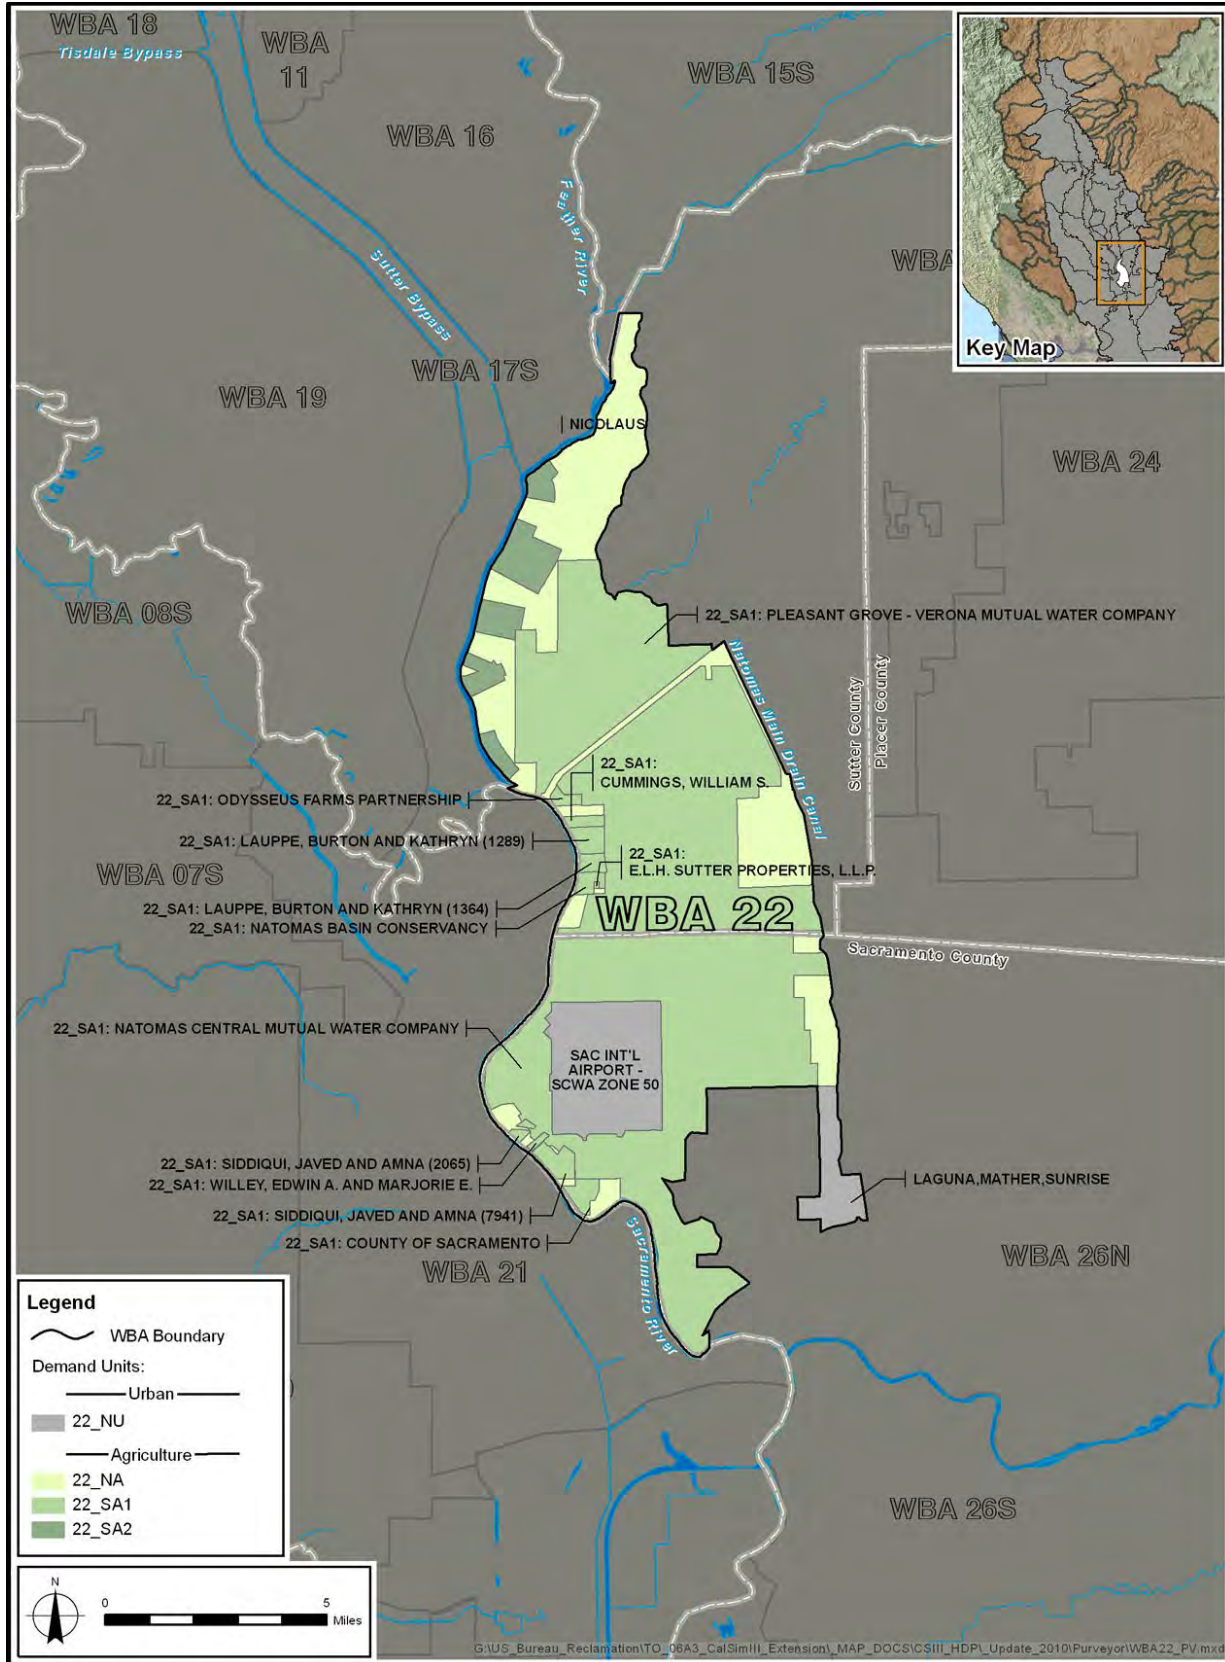 WBA 18
Tisdale Bypass
WBA
11
WBA 15S
WBA 16
Feather River
Sutter Bypass
WBA
Key Map
WBA 17S
WBA 19
NICOLAUS
WBA 24
WBA 08S
22_SA1: PLEASANT GROVE - VERONA MUTUAL WATER COMPANY
Natomas Main Drain Canal
Sutter County
Placer County
22_SA1:
CUMMINGS, WILLIAM S.
22_SA1: ODYSSEUS FARMS PARTNERSHIP
22_SA1: LAUPPE, BURTON AND KATHRYN (1289)
22_SA1:
E.L.H. SUTTER PROPERTIES, L.L.P.
WBA 07S
22_SA1: LAUPPE, BURTON AND KATHRYN (1364)
WBA 22
22_SA1: NATOMAS BASIN CONSERVANCY
Sacramento County
22_SA1: NATOMAS CENTRAL MUTUAL WATER COMPANY
SAC INT'L
AIRPORT -
SCWA ZONE 50
22_SA1: SIDDIQUI, JAVED AND AMNA (2065)
22_SA1: WILLEY, EDWIN A. AND MARJORIE E.
LAGUNA,MATHER,SUNRISE
22_SA1: SIDDIQUI, JAVED AND AMNA (7941)
22_SA1: COUNTY OF SACRAMENTO
Sacramento River
WBA 21
WBA 26N
Legend
WBA Boundary
Demand Units:
Urban
22_NU
Agriculture
22_NA
22_SA1
22_SA2
WBA 26S
N
0 5
Miles
G:\US_Bureau_Reclamation\TO_06A3_CalSimIII_Extension\_MAP_DOCS\CSIII_HDP\_Update_2010\Purveyor\WBA22_PV.mxd